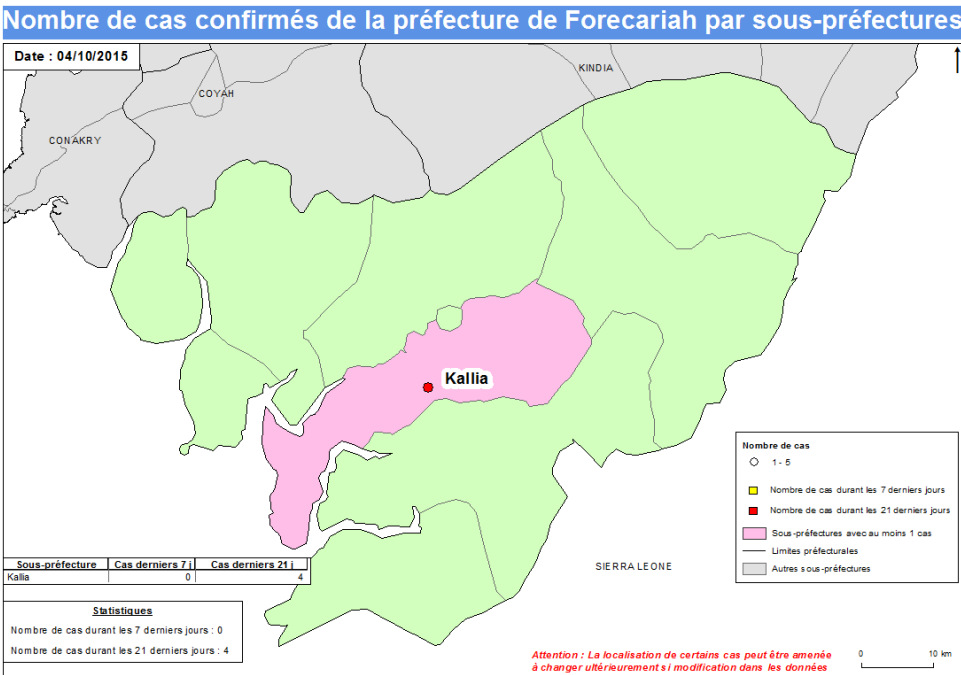 Nombre de cas confirmés de la préfecture de Forecariah par sous-préfectures
Date : 04/10/2015
KINDIA
COYAH
CONAKRY
Kallia
Nombre de cas
1 - 5
Nombre de cas durant les 7 derniers jours
Nombre de cas durant les 21 derniers jours
Sous-préfectures avec au moins 1 cas
Limites préfecturales
Autres sous-préfectures
SIERRA LEONE
Sous-préfecture Cas derniers 7 j Cas derniers 21 j
Kallia 0 4
Statistiques
Nombre de cas durant les 7 derniers jours : 0
Nombre de cas durant les 21 derniers jours : 4
Attention : La localisation de certains cas peut être amenée
à changer ultérieurement si modification dans les données
0 10 km